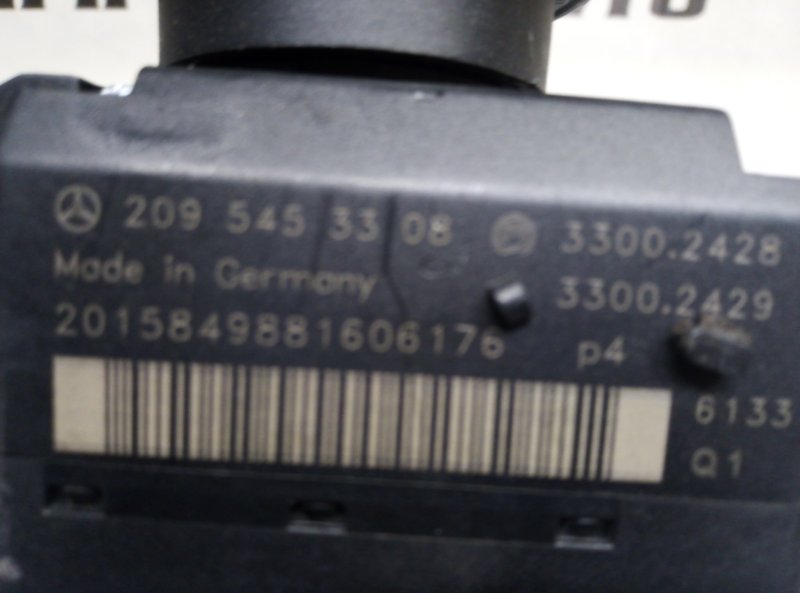 209 545 33 08 3300.2428
Made in Germany 3300.2429
2015849881606176 p4
6133
Q1